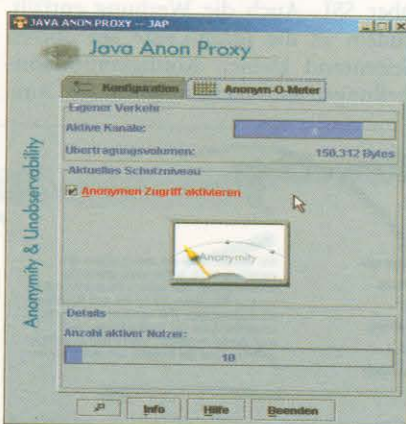 JAVA ANON PROXY -- JAP
Java Anon Proxy
Konfiguration
Anonym-O-Meter
Eigener Verkehr
Aktive Kanäle:
4
Übertragungsvolumen:
150,312 Bytes
Aktuelles Schutzniveau
Anonymen Zugriff aktivieren
Anonymity
Details
Anzahl aktiver Nutzer:
10
Info
Hilfe
Beenden
Anonymity & Unobservability